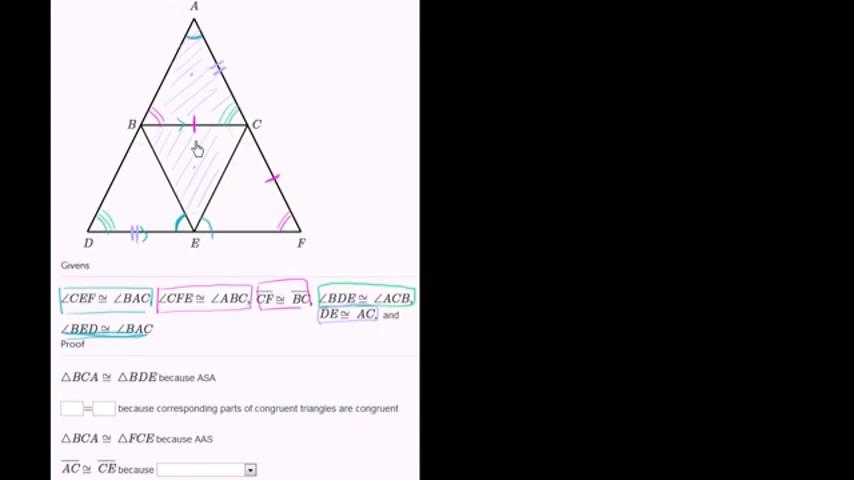 A
B
C
D
E
F
Givens
∠CEF ≅ ∠BAC, ∠CFE ≅ ∠ABC, CF ≅ BC, ∠BDE ≅ ∠ACB,
DE ≅ AC, and
∠BED ≅ ∠BAC
Proof
△BCA ≅ △BDE because ASA
= because corresponding parts of congruent triangles are congruent
△BCA ≅ △FCE because AAS
AC ≅ CE because